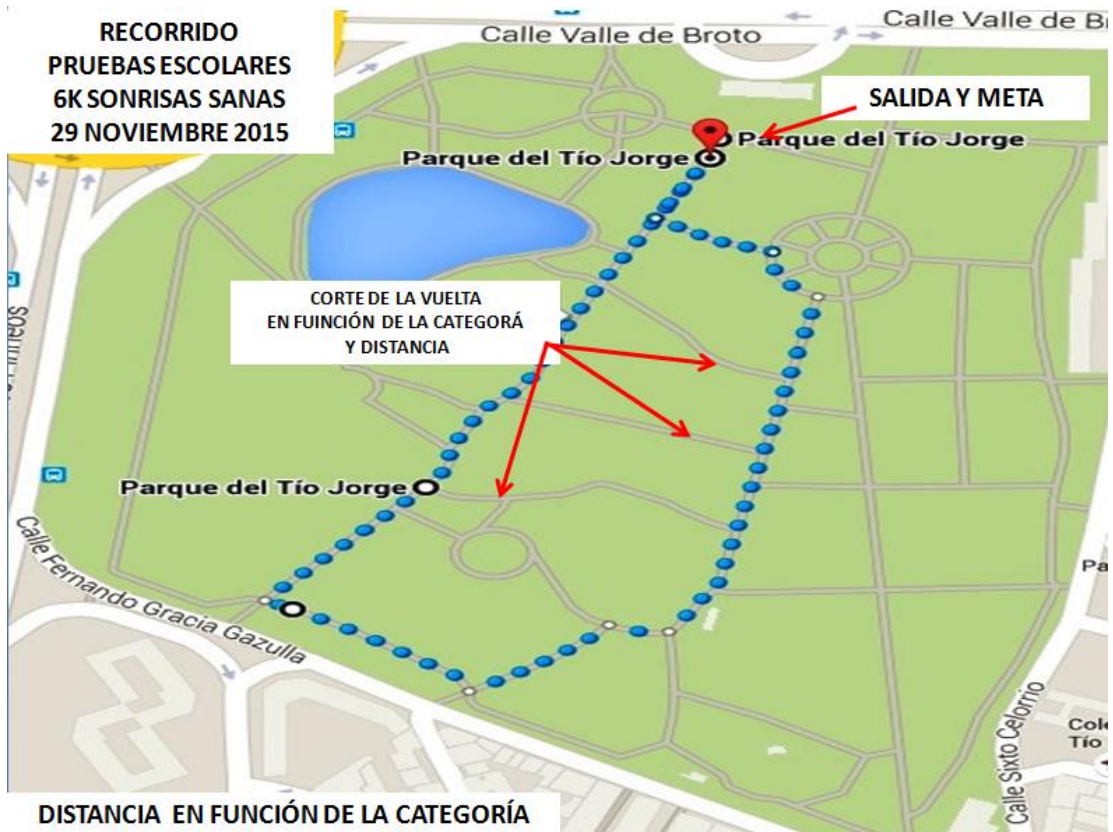 RECORRIDO
PRUEBAS ESCOLARES
6K SONRISAS SANAS
29 NOVIEMBRE 2015
Calle Valle de Broto
Calle Valle de
SALIDA Y META
Parque del Tío Jorge
Parque del Tío Jorge
CORTE DE LA VUELTA
EN FUINCIÓN DE LA CATEGORÁ
Y DISTANCIA
Parque del Tío Jorge
Calle Fernando Gracia Gazulla
Calle Sixto Celorrio
Tío
DISTANCIA EN FUNCIÓN DE LA CATEGORÍA